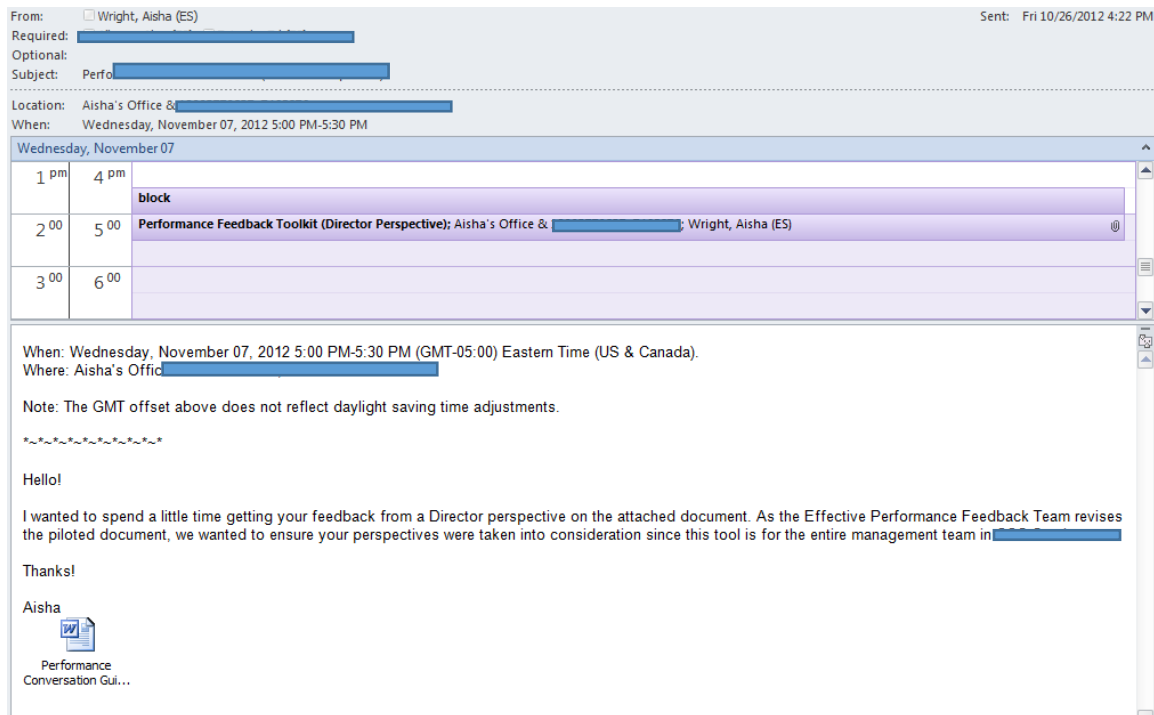 From: Wright, Aisha (ES) Sent: Fri 10/26/2012 4:22 PM
Required:
Optional:
Subject: Perfo
Location: Aisha's Office &
When: Wednesday, November 07, 2012 5:00 PM-5:30 PM
Wednesday, November 07
1 pm 4 pm
block
2 00 5 00 Performance Feedback Toolkit (Director Perspective); Aisha's Office & ; Wright, Aisha (ES)
3 00 6 00
When: Wednesday, November 07, 2012 5:00 PM-5:30 PM (GMT-05:00) Eastern Time (US & Canada).
Where: Aisha's Offic
Note: The GMT offset above does not reflect daylight saving time adjustments.
*~*~*~*~*~*~*~*~*~*
Hello!
I wanted to spend a little time getting your feedback from a Director perspective on the attached document. As the Effective Performance Feedback Team revises
the piloted document, we wanted to ensure your perspectives were taken into consideration since this tool is for the entire management team in
Thanks!
Aisha
Performance
Conversation Gui...